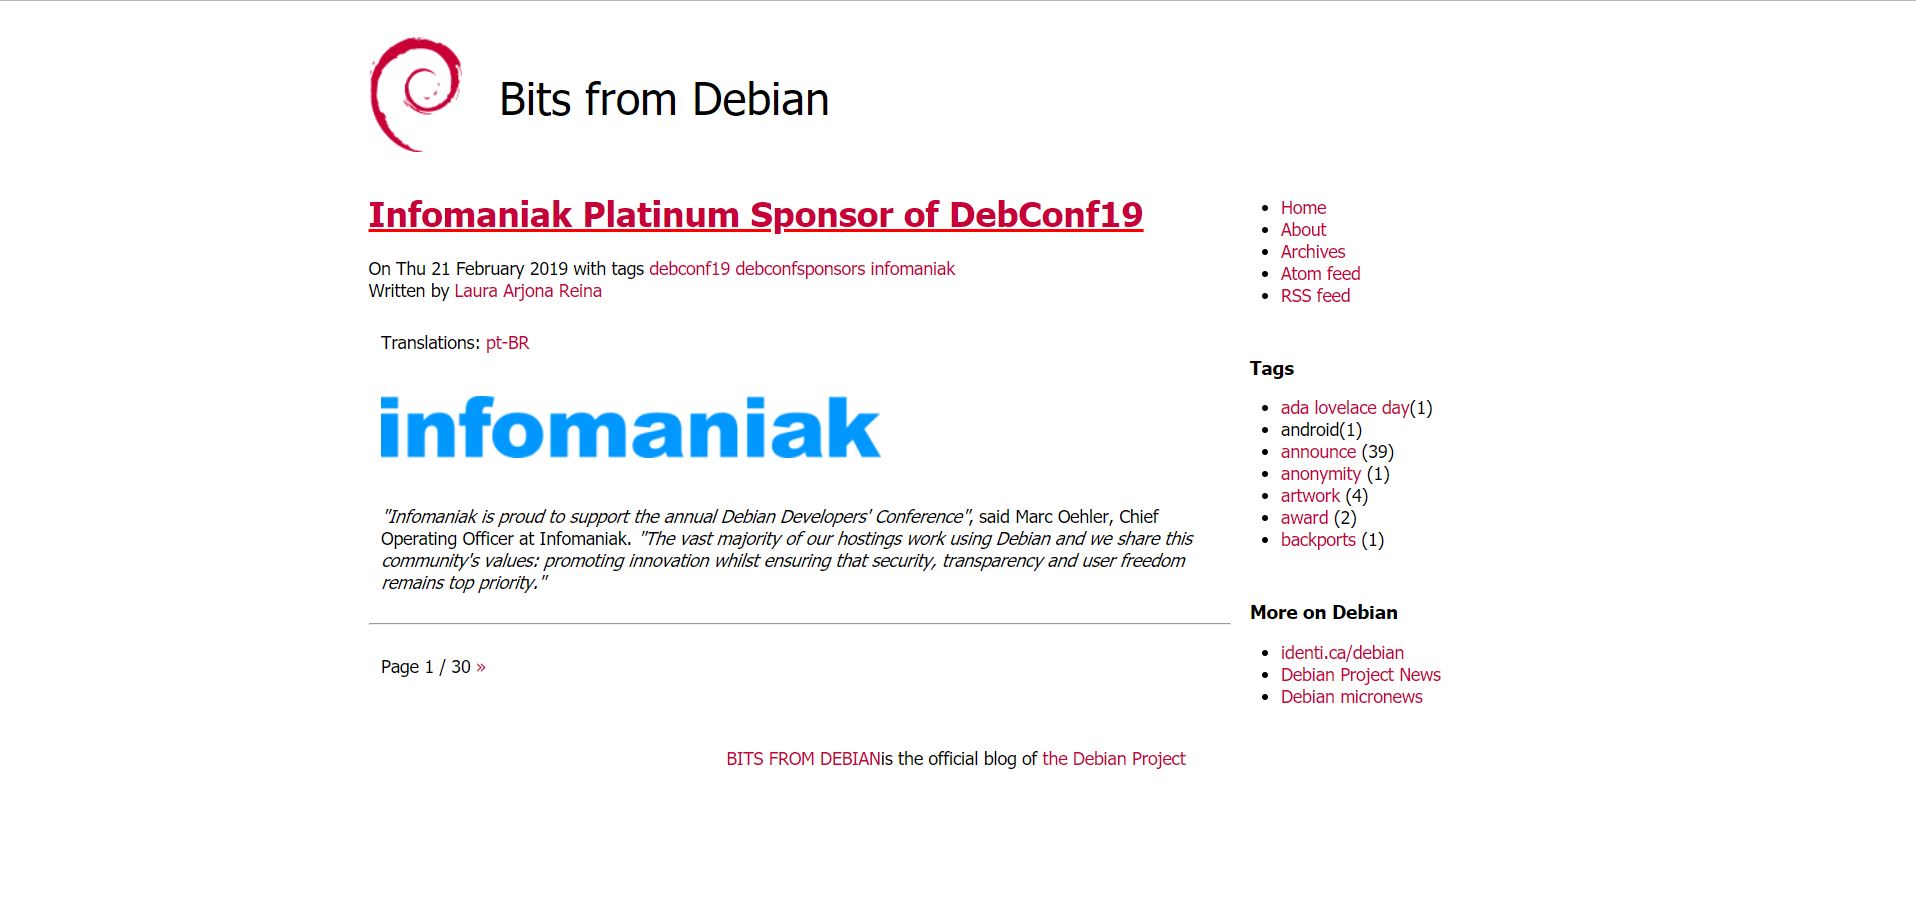 Bits from Debian
Infomaniak Platinum Sponsor of DebConf19
On Thu 21 February 2019 with tags debconf19 debconfsponsors infomaniak
Written by Laura Arjona Reina
Translations: pt-BR
infomaniak
"Infomaniak is proud to support the annual Debian Developers' Conference", said Marc Oehler, Chief
Operating Officer at Infomaniak. "The vast majority of our hostings work using Debian and we share this
community's values: promoting innovation whilst ensuring that security, transparency and user freedom
remains top priority."
Page 1 / 30 »
Home
About
Archives
Atom feed
RSS feed
Tags
ada lovelace day(1)
android(1)
announce (39)
anonymity (1)
artwork (4)
award (2)
backports (1)
More on Debian
identi.ca/debian
Debian Project News
Debian micronews
BITS FROM DEBIANis the official blog of the Debian Project